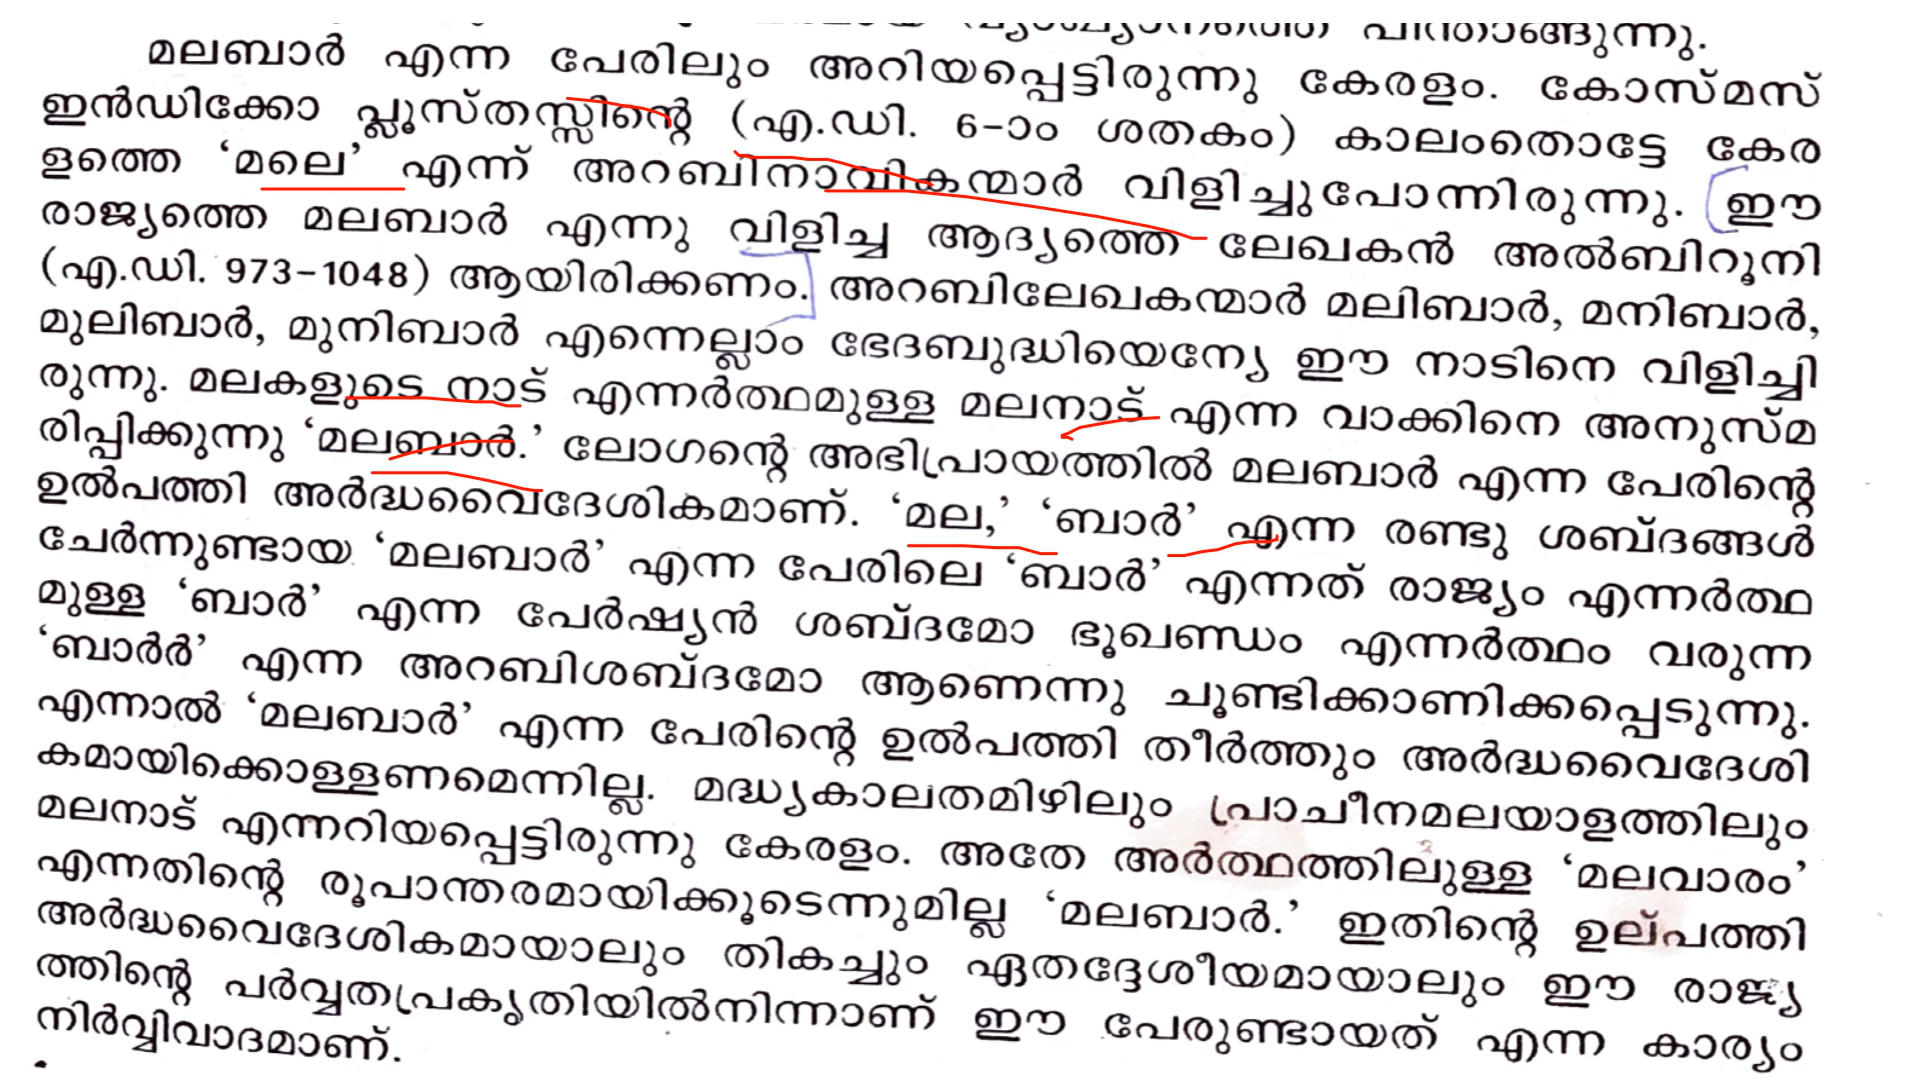 വ്യാഖ്യാനത്തെ പിന്താങ്ങുന്നു.
മലബാർ എന്ന പേരിലും അറിയപ്പെട്ടിരുന്നു കേരളം. കോസ്മസ്
ഇൻഡിക്കോ പ്ലൂസ്തസ്സിന്റെ (എ.ഡി. 6-ാം ശതകം) കാലംതൊട്ടേ കേര
ളത്തെ ‘മലെ’ എന്ന് അറബിനാവികന്മാർ വിളിച്ചുപോന്നിരുന്നു. ഈ
രാജ്യത്തെ മലബാർ എന്നു വിളിച്ച ആദ്യത്തെ ലേഖകൻ അൽബിറൂനി
(എ.ഡി. 973-1048) ആയിരിക്കണം. അറബിലേഖകന്മാർ മലിബാർ, മനിബാർ,
മുലിബാർ, മുനിബാർ എന്നെല്ലാം ഭേദബുദ്ധിയെന്യേ ഈ നാടിനെ വിളിച്ചി
രുന്നു. മലകളുടെ നാട് എന്നർത്ഥമുള്ള മലനാട് എന്ന വാക്കിനെ അനുസ്മ
രിപ്പിക്കുന്നു ‘മലബാർ.’ ലോഗന്റെ അഭിപ്രായത്തിൽ മലബാർ എന്ന പേരിന്റെ
ഉൽപത്തി അർദ്ധവൈദേശികമാണ്. ‘മല,’ ‘ബാർ’ എന്ന രണ്ടു ശബ്ദങ്ങൾ
ചേർന്നുണ്ടായ ‘മലബാർ’ എന്ന പേരിലെ ‘ബാർ’ എന്നത് രാജ്യം എന്നർത്ഥ
മുള്ള ‘ബാർ’ എന്ന പേർഷ്യൻ ശബ്ദമോ ഭൂഖണ്ഡം എന്നർത്ഥം വരുന്ന
‘ബാർർ’ എന്ന അറബിശബ്ദമോ ആണെന്നു ചൂണ്ടിക്കാണിക്കപ്പെടുന്നു.
എന്നാൽ ‘മലബാർ’ എന്ന പേരിന്റെ ഉൽപത്തി തീർത്തും അർദ്ധവൈദേശി
കമായിക്കൊള്ളണമെന്നില്ല. മദ്ധ്യകാലതമിഴിലും പ്രാചീനമലയാളത്തിലും
മലനാട് എന്നറിയപ്പെട്ടിരുന്നു കേരളം. അതേ അർത്ഥത്തിലുള്ള ‘മലവാരം’
എന്നതിന്റെ രൂപാന്തരമായിക്കൂടെന്നുമില്ല ‘മലബാർ.’ ഇതിന്റെ ഉല്പത്തി
അർദ്ധവൈദേശികമായാലും തികച്ചും ഏതദ്ദേശീയമായാലും ഈ രാജ്യ
ത്തിന്റെ പർവ്വതപ്രകൃതിയിൽനിന്നാണ് ഈ പേരുണ്ടായത് എന്ന കാര്യം
നിർവ്വിവാദമാണ്.